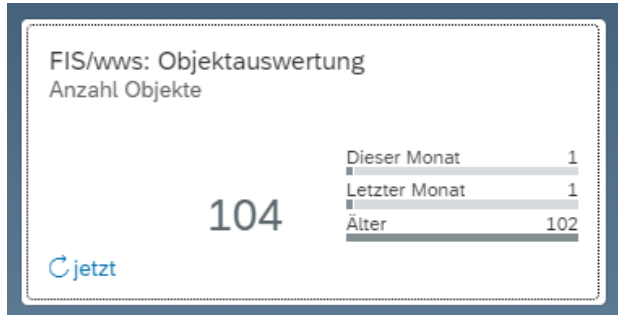 FIS/wws: Objektauswertung
Anzahl Objekte
Dieser Monat 1
Letzter Monat 1
Älter 102
104
jetzt